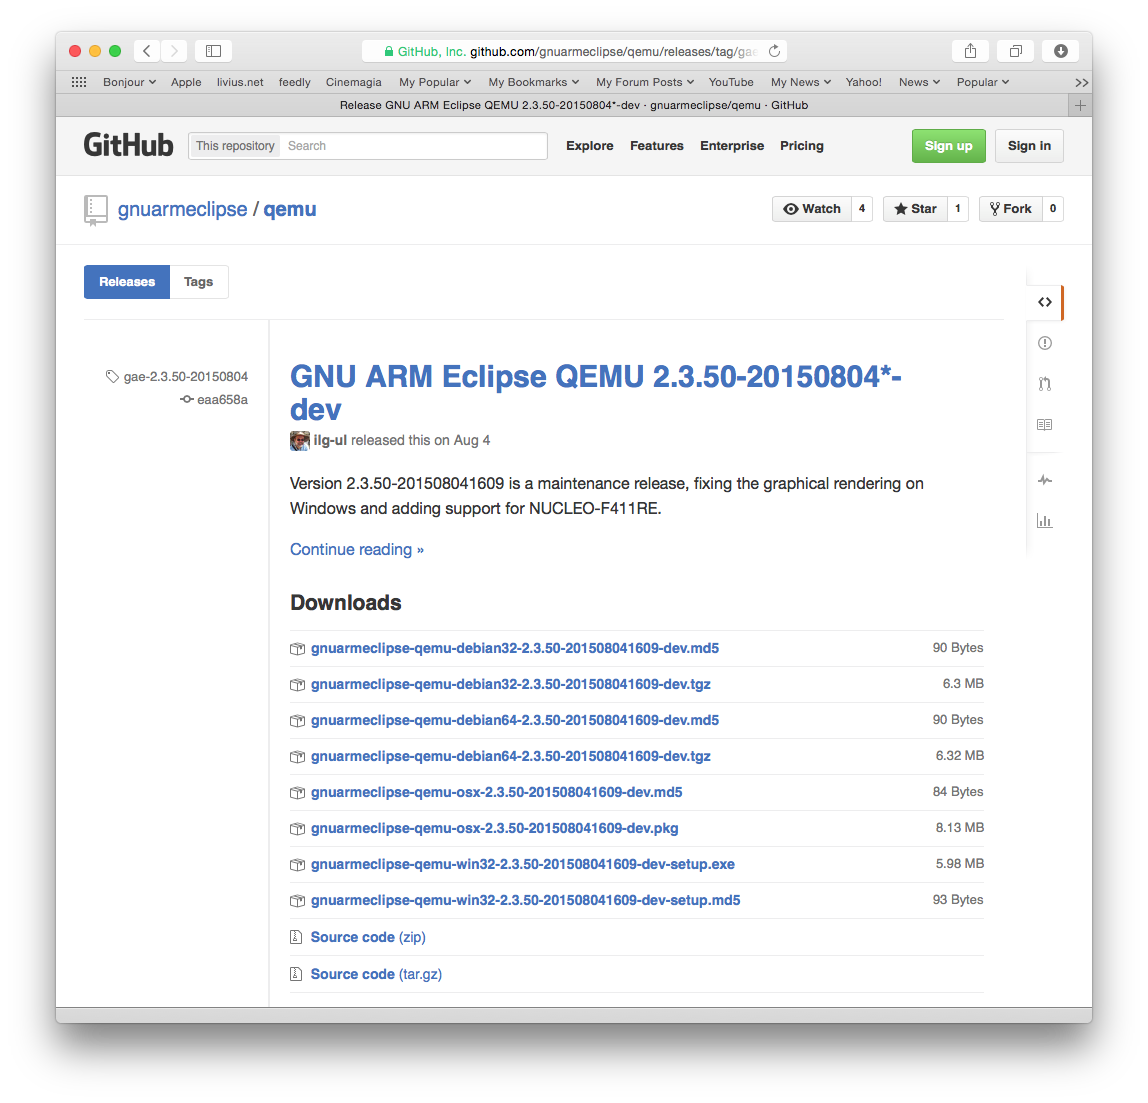 GitHub, Inc. github.com/gnuarmeclipse/qemu/releases/tag/gae
Bonjour Apple livius.net feedly Cinemagia My Popular My Bookmarks My Forum Posts YouTube My News Yahoo! News Popular >>
Release GNU ARM Eclipse QEMU 2.3.50-20150804*-dev · gnuarmeclipse/qemu · GitHub
GitHub This repository Search Explore Features Enterprise Pricing Sign up Sign in
gnuarmeclipse / qemu Watch 4 Star 1 Fork 0
Releases Tags
gae-2.3.50-20150804
eaa658a
GNU ARM Eclipse QEMU 2.3.50-20150804*-
dev
ilg-ul released this on Aug 4
Version 2.3.50-201508041609 is a maintenance release, fixing the graphical rendering on
Windows and adding support for NUCLEO-F411RE.
Continue reading »
Downloads
gnuarmeclipse-qemu-debian32-2.3.50-201508041609-dev.md5 90 Bytes
gnuarmeclipse-qemu-debian32-2.3.50-201508041609-dev.tgz 6.3 MB
gnuarmeclipse-qemu-debian64-2.3.50-201508041609-dev.md5 90 Bytes
gnuarmeclipse-qemu-debian64-2.3.50-201508041609-dev.tgz 6.32 MB
gnuarmeclipse-qemu-osx-2.3.50-201508041609-dev.md5 84 Bytes
gnuarmeclipse-qemu-osx-2.3.50-201508041609-dev.pkg 8.13 MB
gnuarmeclipse-qemu-win32-2.3.50-201508041609-dev-setup.exe 5.98 MB
gnuarmeclipse-qemu-win32-2.3.50-201508041609-dev-setup.md5 93 Bytes
Source code (zip)
Source code (tar.gz)